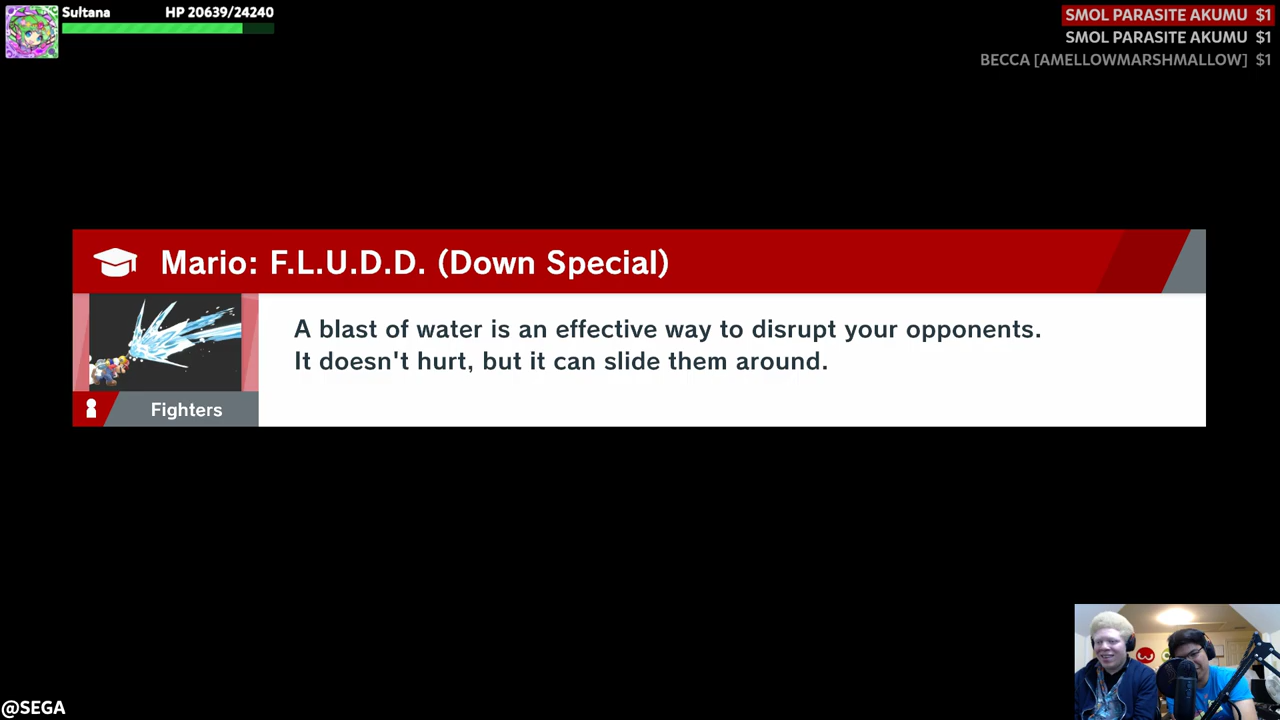 Sultana HP 20639/24240
SMOL PARASITE AKUMU $1
SMOL PARASITE AKUMU $1
BECCA [AMELLOWMARSHMALLOW] $1
Mario: F.L.U.D.D. (Down Special)
A blast of water is an effective way to disrupt your opponents.
It doesn't hurt, but it can slide them around.
Fighters
@SEGA